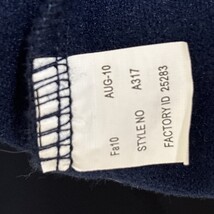 Fa10 AUG-10
STYLE NO A317
FACTORY ID 25283